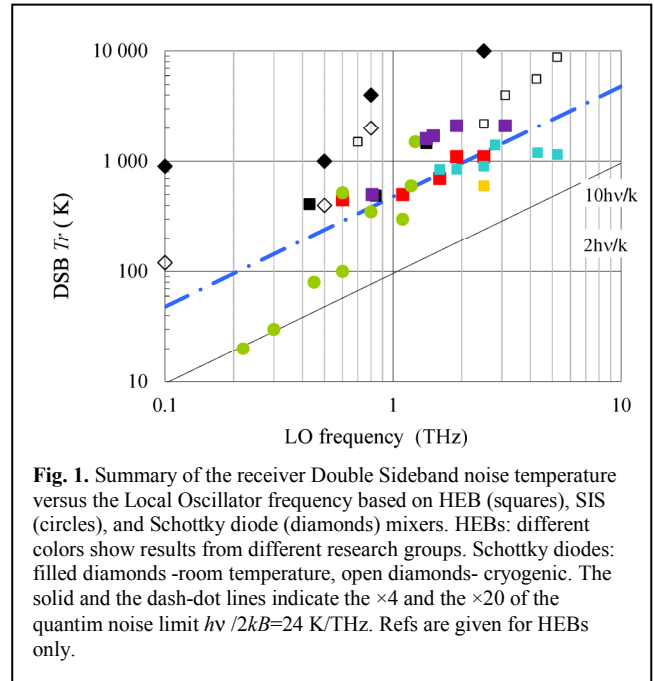 10 000
1 000
100
10
DSB Tr ( K)
10hν/k
2hν/k
0.1
1
10
LO frequency (THz)
Fig. 1. Summary of the receiver Double Sideband noise temperature
versus the Local Oscillator frequency based on HEB (squares), SIS
(circles), and Schottky diode (diamonds) mixers. HEBs: different
colors show results from different research groups. Schottky diodes:
filled diamonds -room temperature, open diamonds- cryogenic. The
solid and the dash-dot lines indicate the ×4 and the ×20 of the
quantim noise limit hν /2kB=24 K/THz. Refs are given for HEBs
only.